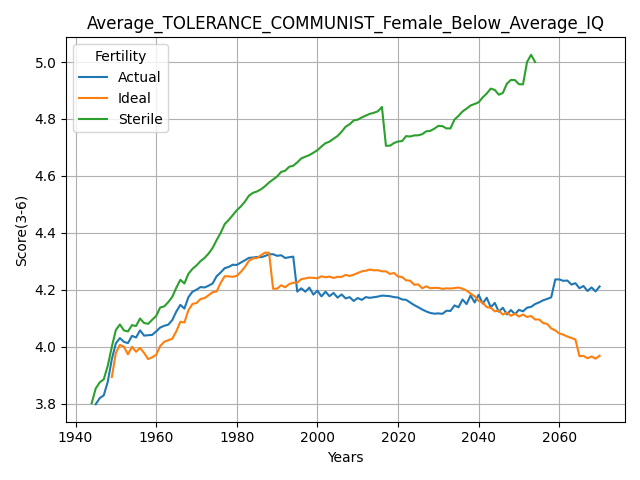 Average_TOLERANCE_COMMUNIST_Female_Below_Average_IQ
Fertility
Actual
Ideal
Sterile
Score(3-6)
5.0
4.8
4.6
4.4
4.2
4.0
3.8
1940 1960 1980 2000 2020 2040 2060
Years